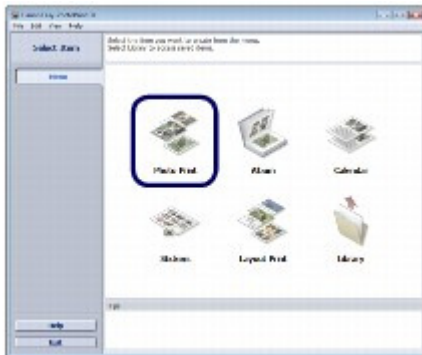 File Edit View Help
Select Item
Select the item you want to create from the menu.
Select Library to access saved items.
Menu
Photo Print
Album
Calendar
Stickers
Layout Print
Library
Help
Exit